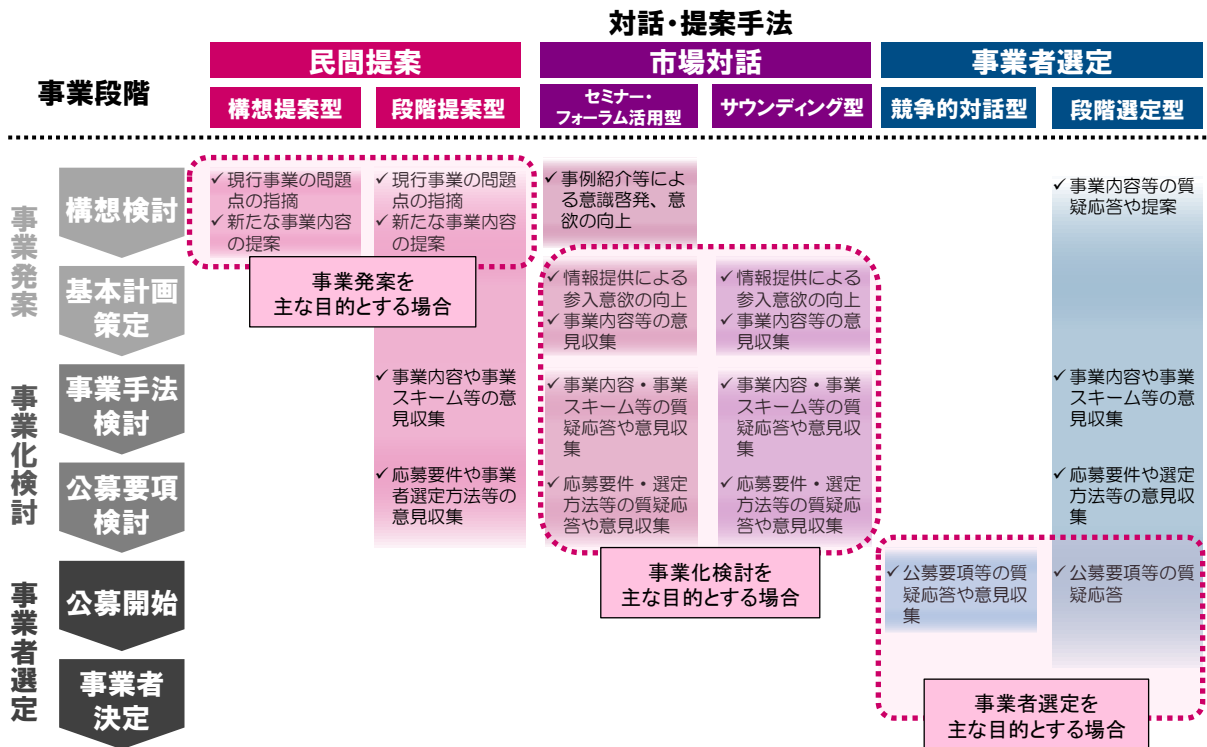 対話・提案手法
事業段階
民間提案
市場対話
事業者選定
構想提案型
段階提案型
セミナー・
フォーラム活用型
サウンディング型
競争的対話型
段階選定型
事業発案
構想検討
✓現行事業の問題
点の指摘
✓新たな事業内容
の提案
✓現行事業の問題
点の指摘
✓新たな事業内容
の提案
✓事例紹介等によ
る意識啓発、意
欲の向上
✓事業内容等の質
疑応答や提案
事業発案を
主な目的とする場合
基本計画
策定
✓情報提供による
参入意欲の向上
✓事業内容等の意
見収集
✓情報提供による
参入意欲の向上
✓事業内容等の意
見収集
事業化検討
事業手法
検討
✓事業内容や事業
スキーム等の意
見収集
✓事業内容・事業
スキーム等の質
疑応答や意見収
集
✓事業内容・事業
スキーム等の質
疑応答や意見収
集
✓事業内容や事業
スキーム等の意
見収集
公募要項
検討
✓応募要件や事業
者選定方法等の
意見収集
✓応募要件・選定
方法等の質疑応
答や意見収集
✓応募要件・選定
方法等の質疑応
答や意見収集
✓応募要件や選定
方法等の意見収
集
事業化検討を
主な目的とする場合
事業者選定
公募開始
✓公募要項等の質
疑応答や意見収
集
✓公募要項等の質
疑応答
事業者
決定
事業者選定を
主な目的とする場合